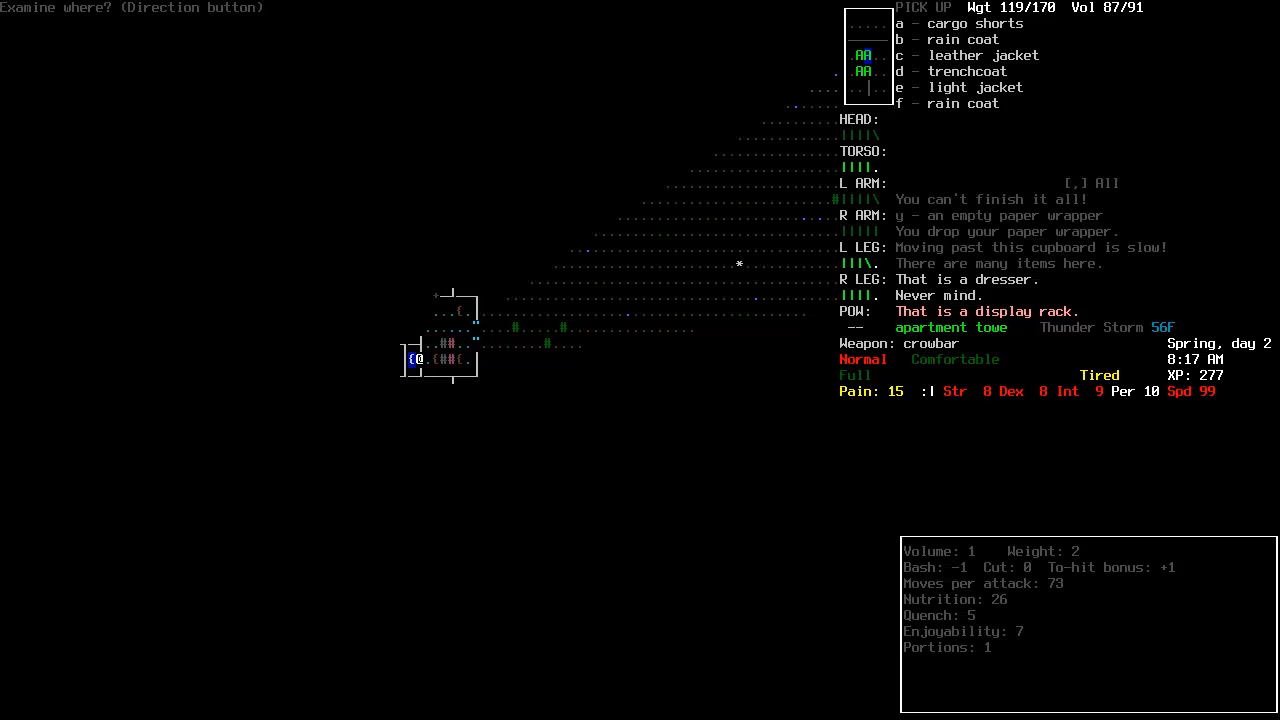 Examine where? (Direction button)
PICK UP Wgt 119/170 Vol 87/91
a - cargo shorts
b - rain coat
c - leather jacket
d - trenchcoat
e - light jacket
f - rain coat
HEAD:
TORSO:
L ARM:
[,] All
You can't finish it all!
R ARM: y - an empty paper wrapper
You drop your paper wrapper.
L LEG: Moving past this cupboard is slow!
There are many items here.
R LEG: That is a dresser.
Never mind.
POW: That is a display rack.
-- apartment towe Thunder Storm 56F
Weapon: crowbar Spring, day 2
Normal Comfortable 8:17 AM
Full Tired XP: 277
Pain: 15 :| Str 8 Dex 8 Int 9 Per 10 Spd 99
Volume: 1 Weight: 2
Bash: -1 Cut: 0 To-hit bonus: +1
Moves per attack: 73
Nutrition: 26
Quench: 5
Enjoyability: 7
Portions: 1